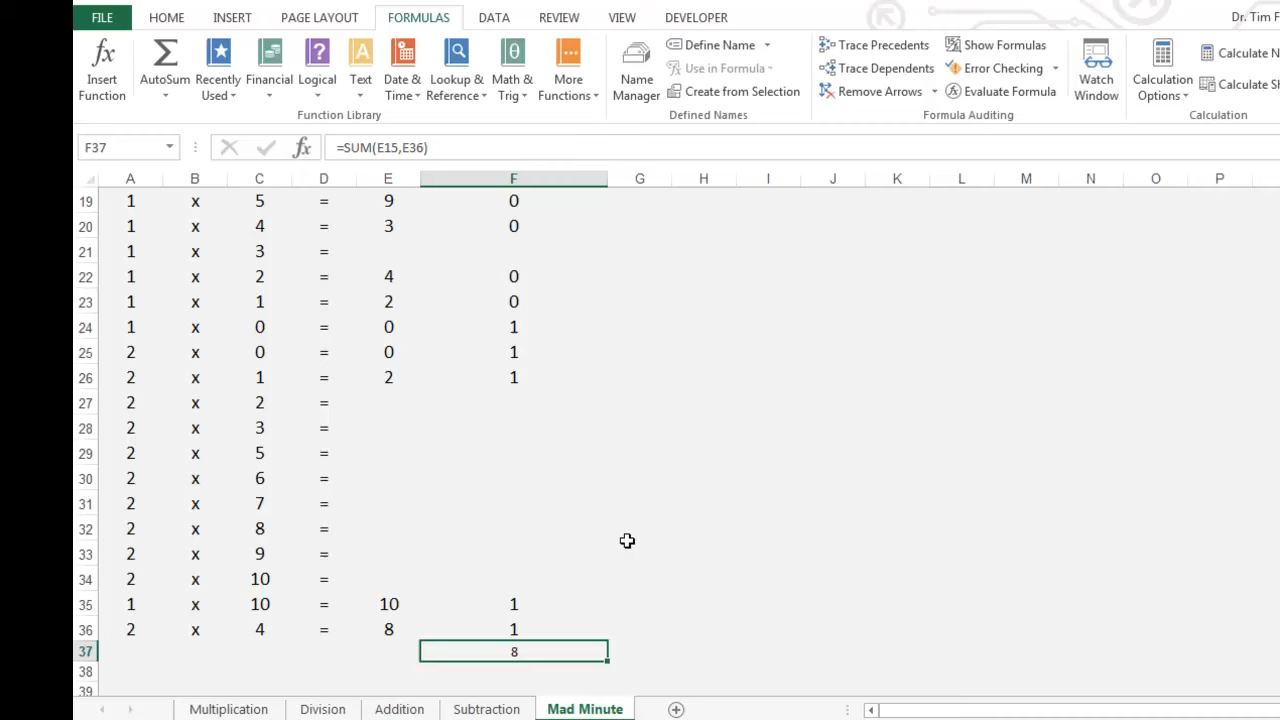 FILE HOME INSERT PAGE LAYOUT FORMULAS DATA REVIEW VIEW DEVELOPER Dr. Tim F
fx Σ ? A θ Define Name Trace Precedents Show Formulas Calculate N
Insert Function AutoSum Recently Used Financial Logical Text Date & Time Lookup & Reference Math & Trig More Functions Name Manager Use in Formula Trace Dependents Error Checking Watch Window Calculation Options Calculate Sh
Create from Selection Remove Arrows Evaluate Formula
Function Library Defined Names Formula Auditing Calculation
F37 fx =SUM(E15,E36)
A B C D E F G H I J K L M N O P
19 1 x 5 = 9 0
20 1 x 4 = 3 0
21 1 x 3 =
22 1 x 2 = 4 0
23 1 x 1 = 2 0
24 1 x 0 = 0 1
25 2 x 0 = 0 1
26 2 x 1 = 2 1
27 2 x 2 =
28 2 x 3 =
29 2 x 5 =
30 2 x 6 =
31 2 x 7 =
32 2 x 8 =
33 2 x 9 =
34 2 x 10 =
35 1 x 10 = 10 1
36 2 x 4 = 8 1
37 8
38
39
Multiplication Division Addition Subtraction Mad Minute